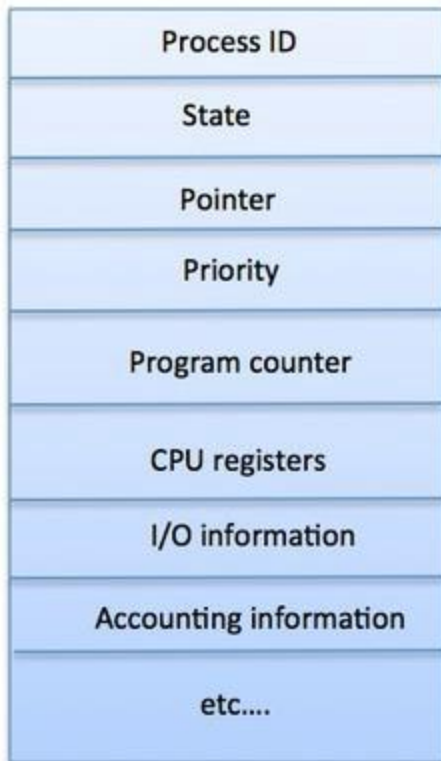 Process ID
State
Pointer
Priority
Program counter
CPU registers
I/O information
Accounting information
etc....